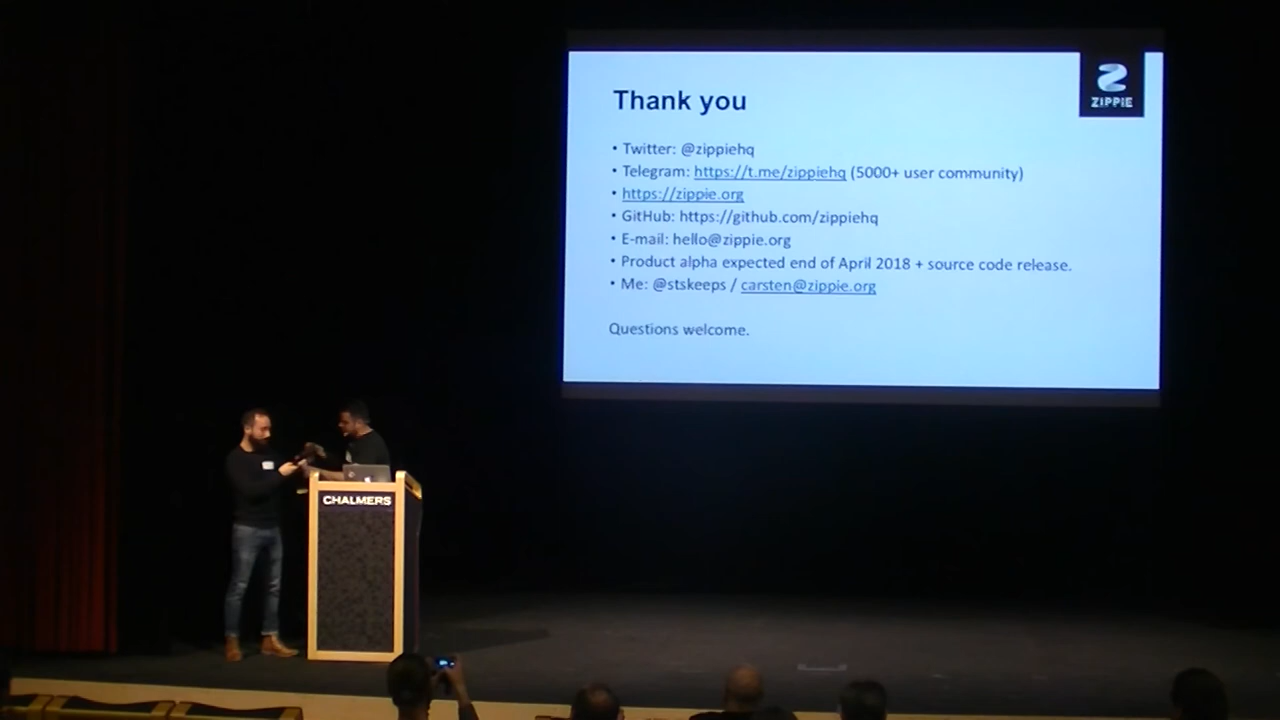 ZIPPIE
Thank you
• Twitter: @zippiehq
• Telegram: https://t.me/zippiehq (5000+ user community)
• https://zippie.org
• GitHub: https://github.com/zippiehq
• E-mail: hello@zippie.org
• Product alpha expected end of April 2018 + source code release.
• Me: @stskeeps / carsten@zippie.org
Questions welcome.
CHALMERS